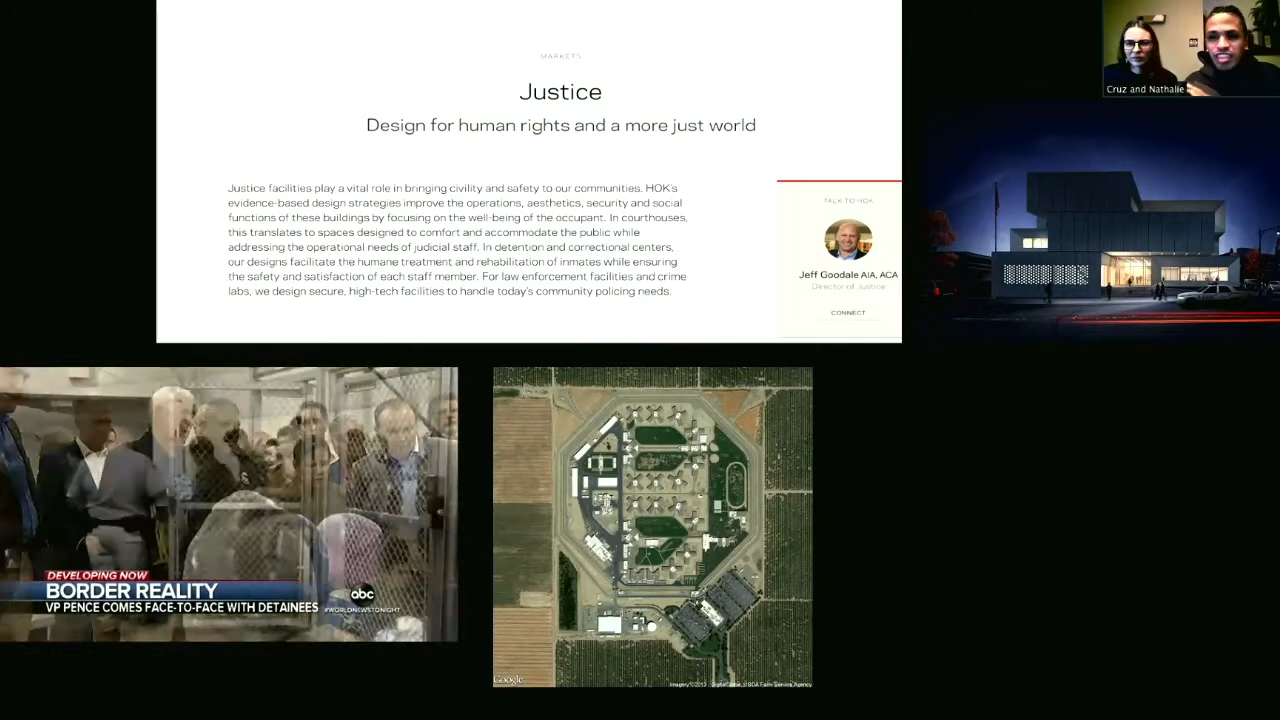 MARKETS
Justice
Design for human rights and a more just world
Justice facilities play a vital role in bringing civility and safety to our communities. HOK's
evidence-based design strategies improve the operations, aesthetics, security and social
functions of these buildings by focusing on the well-being of the occupant. In courthouses,
this translates to spaces designed to comfort and accommodate the public while
addressing the operational needs of judicial staff. In detention and correctional centers,
our designs facilitate the humane treatment and rehabilitation of inmates while ensuring
the safety and satisfaction of each staff member. For law enforcement facilities and crime
labs, we design secure, high-tech facilities to handle today's community policing needs.
TALK TO HOK
Jeff Goodale AIA, ACA
Director of Justice
CONNECT
Cruz and Nathalie
DEVELOPING NOW
BORDER REALITY
VP PENCE COMES FACE-TO-FACE WITH DETAINEES
abc
#WORLDNEWSTONIGHT
Google
Imagery ©2013, DigitalGlobe, USDA Farm Service Agency